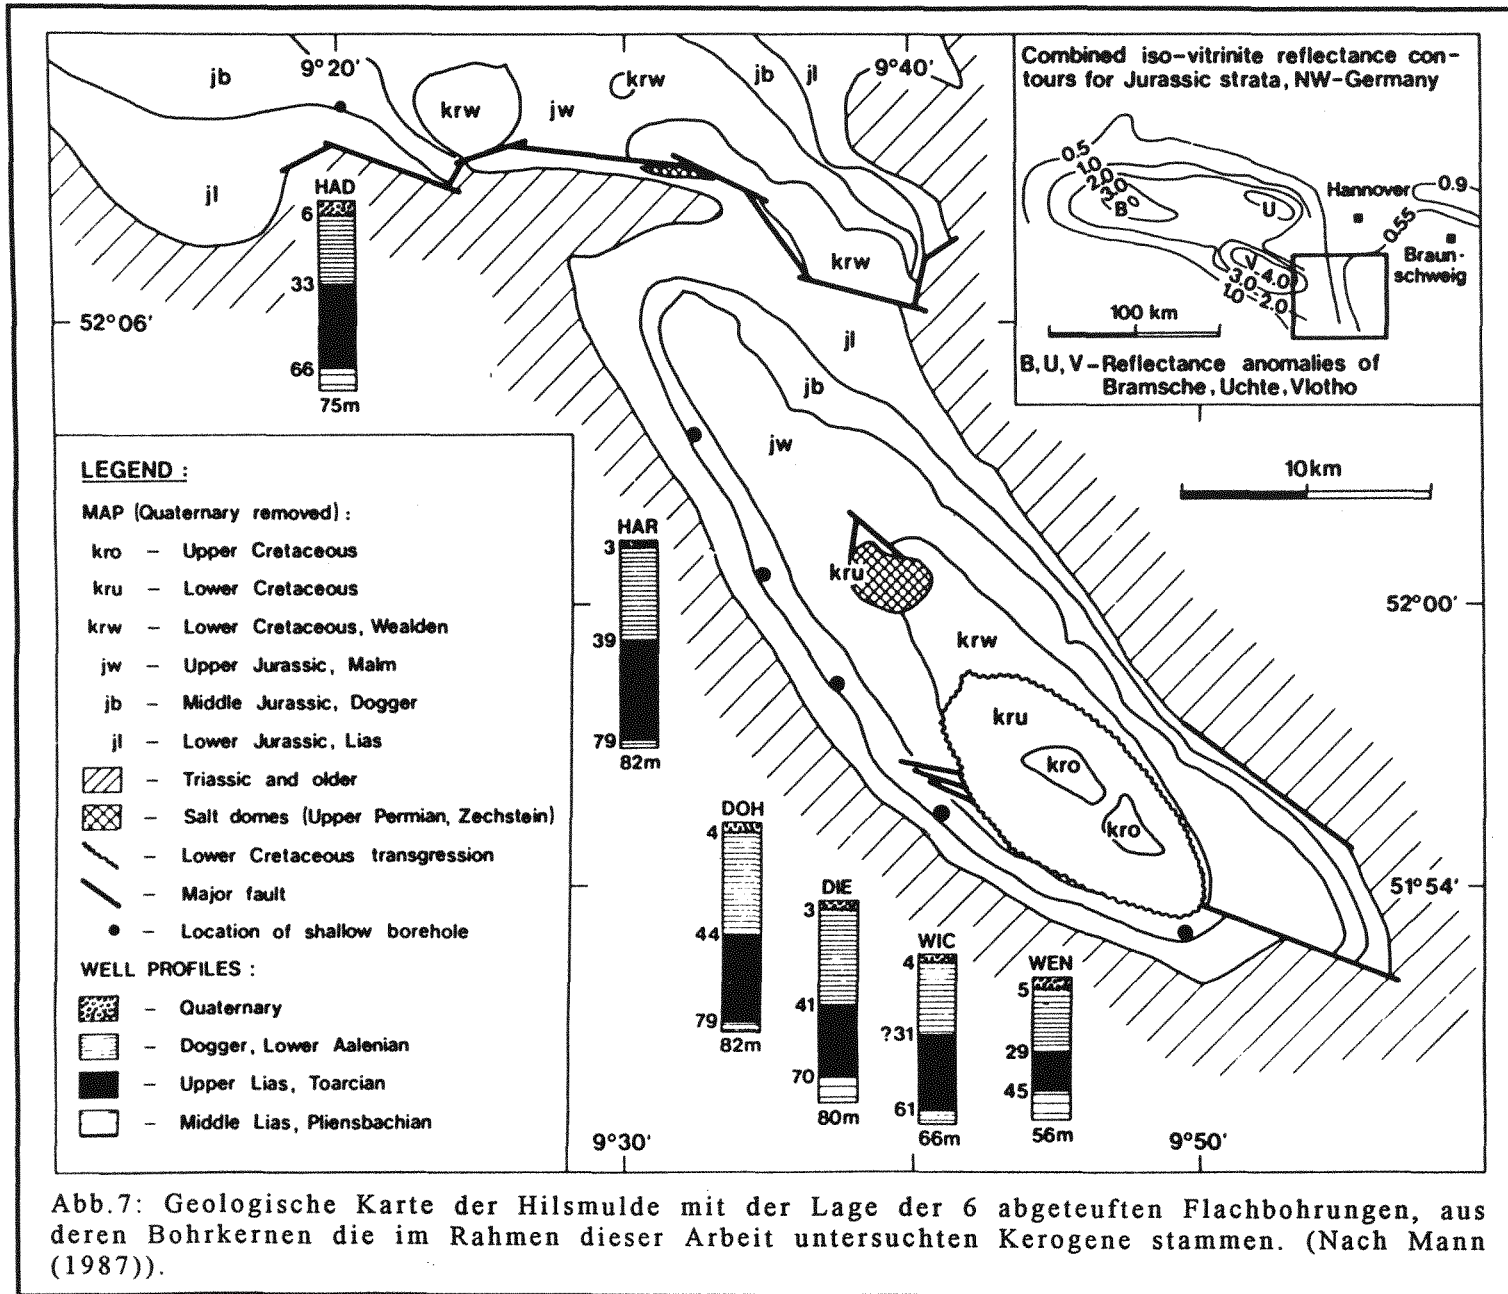 9°20'
9°40'
jb
krw
jw
krw
jb
jl
jl
krw
jl
jb
jw
kru
krw
kru
kro
kro
52°06'
52°00'
51°54'
9°30'
9°50'
10km
Combined iso-vitrinite reflectance con-
tours for Jurassic strata, NW-Germany
0.5
1.0
2.0
3.0
B
U
V
4.0
3.0
2.0
1.0
Hannover
0.9
0.55
Braun-
schweig
100 km
B, U, V - Reflectance anomalies of
Bramsche, Uchte, Vlotho
HAD
6
33
66
75m
HAR
3
39
79
82m
DOH
4
44
79
82m
DIE
3
41
70
80m
WIC
4
?31
61
66m
WEN
5
29
45
56m
LEGEND :
MAP (Quaternary removed) :
kro – Upper Cretaceous
kru – Lower Cretaceous
krw – Lower Cretaceous, Wealden
jw – Upper Jurassic, Malm
jb – Middle Jurassic, Dogger
jl – Lower Jurassic, Lias
– Triassic and older
– Salt domes (Upper Permian, Zechstein)
– Lower Cretaceous transgression
– Major fault
– Location of shallow borehole
WELL PROFILES :
– Quaternary
– Dogger, Lower Aalenian
– Upper Lias, Toarcian
– Middle Lias, Pliensbachian
Abb.7: Geologische Karte der Hilsmulde mit der Lage der 6 abgeteuften Flachbohrungen, aus
deren Bohrkernen die im Rahmen dieser Arbeit untersuchten Kerogene stammen. (Nach Mann
(1987)).